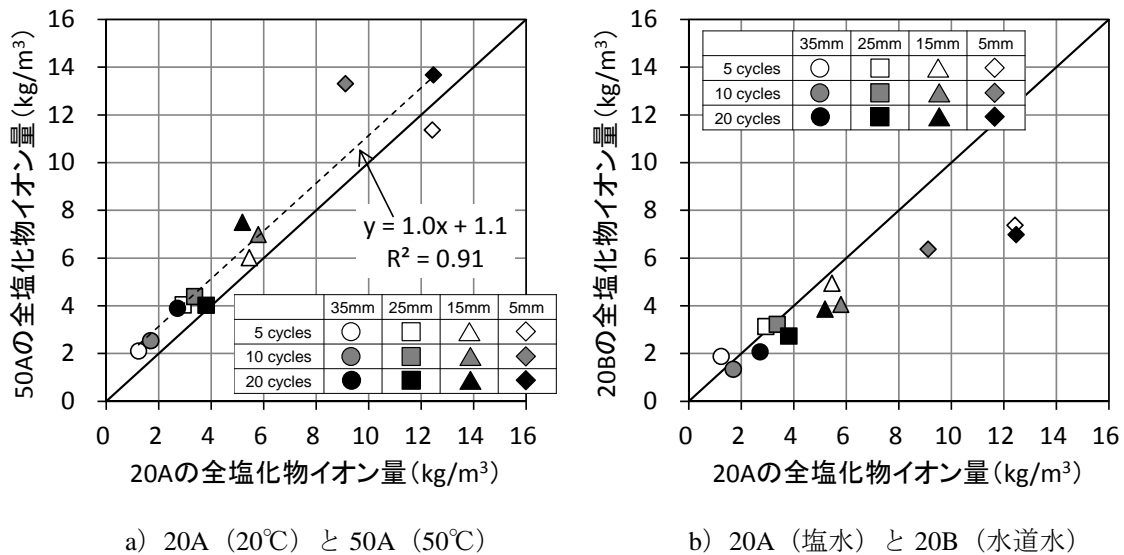 16
14
12
10
8
6
4
2
0
50Aの全塩化物イオン量(kg/m³)
y = 1.0x + 1.1
R² = 0.91
35mm 25mm 15mm 5mm
5 cycles
10 cycles
20 cycles
0 2 4 6 8 10 12 14 16
20Aの全塩化物イオン量(kg/m³)
a) 20A(20℃)と 50A(50℃)
16
14
12
10
8
6
4
2
0
20Bの全塩化物イオン量(kg/m³)
35mm 25mm 15mm 5mm
5 cycles
10 cycles
20 cycles
0 2 4 6 8 10 12 14 16
20Aの全塩化物イオン量(kg/m³)
b) 20A(塩水)と 20B(水道水)